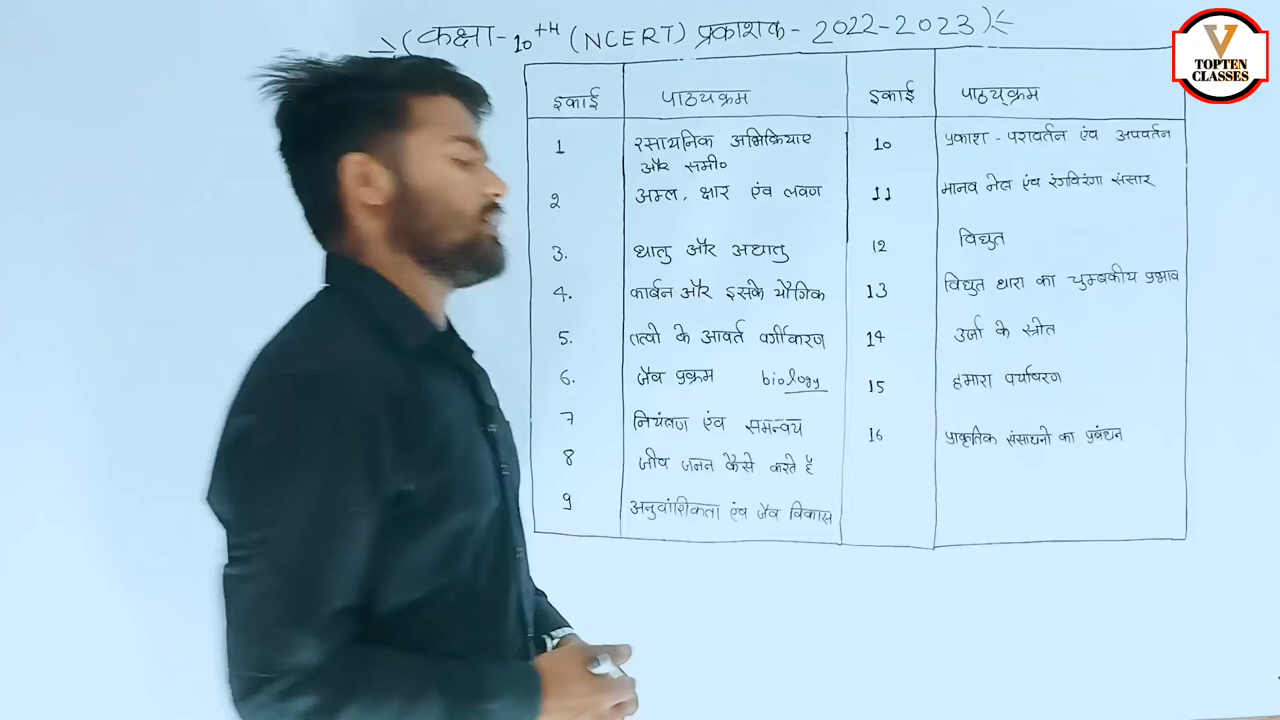 (कक्षा-10th (NCERT) प्रकाशक- 2022-2023)
V
TOPTEN
CLASSES
इकाई पाठ्यक्रम इकाई पाठ्यक्रम
1 रसायनिक अभिक्रियाए 10 प्रकाश - परावर्तन एंव अपवर्तन
और समी०
2 अम्ल, क्षार एंव लवण 11 मानव नेत्र एंव रंगविरंगा संसार
3. धातु और अधातु 12 विद्युत
4. कार्बन और इसके यौगिक 13 विद्युत धारा का चुम्बकीय प्रभाव
5. तत्वो के आवर्त वर्गीकरण 14 उर्जा के स्त्रोत
6. जैव प्रक्रम biology 15 हमारा पर्यावरण
7 नियंत्रण एंव समन्वय 16 प्राकृतिक संसाधनो का प्रबंधन
8 जीव जनन कैसे करते है
9 अनुवांशिकता एंव जैव विकास